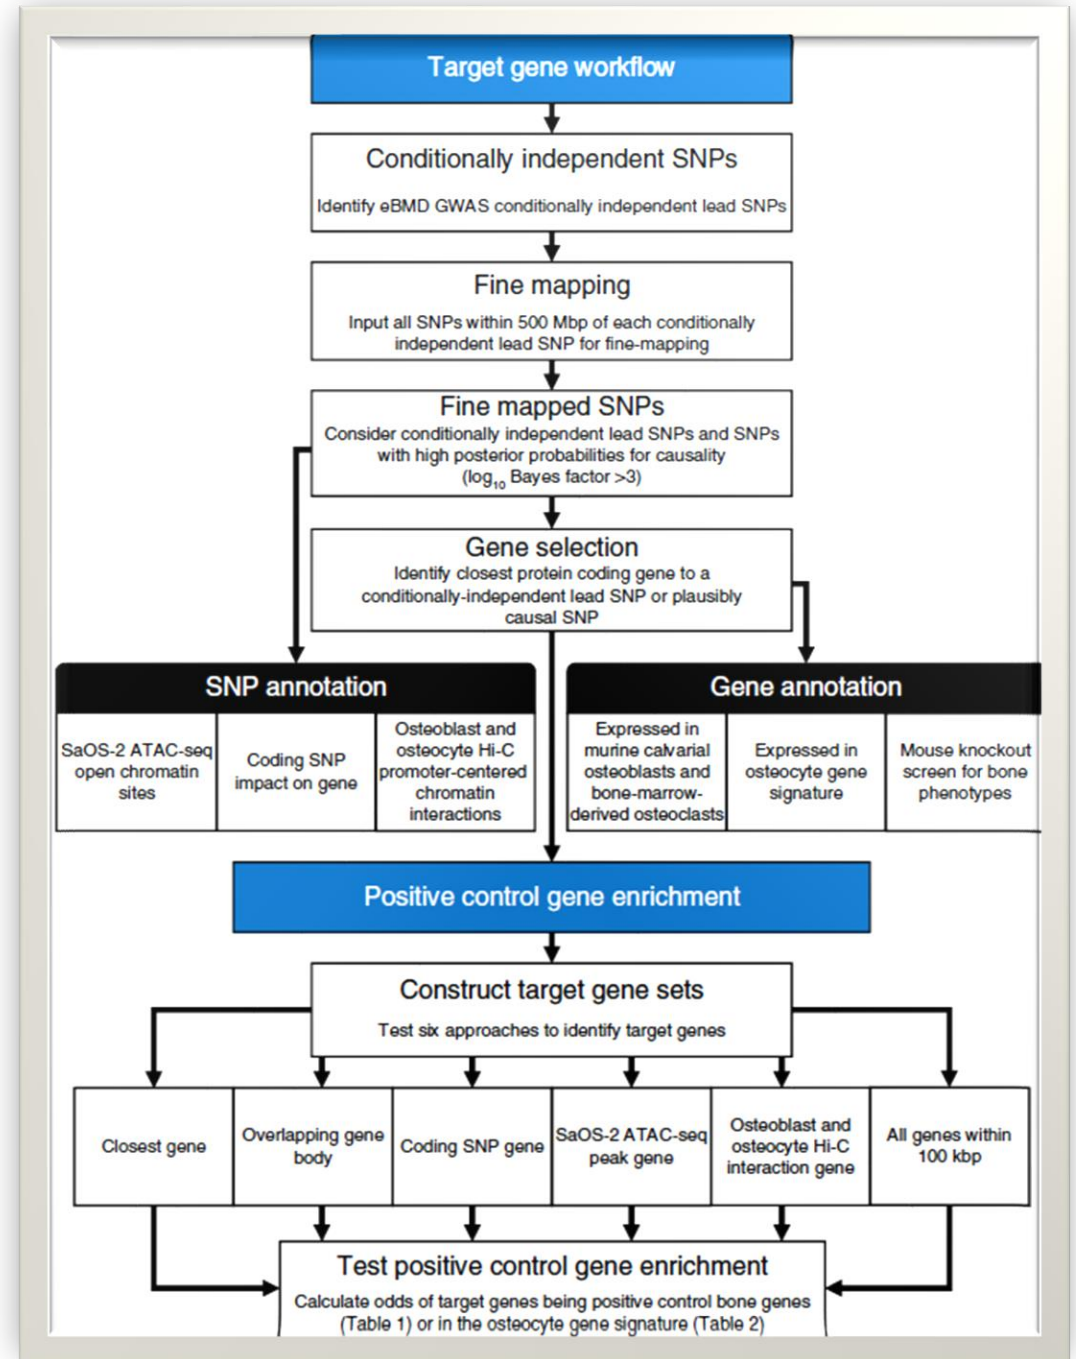 Target gene workflow
Conditionally independent SNPs
Identify eBMD GWAS conditionally independent lead SNPs
Fine mapping
Input all SNPs within 500 Mbp of each conditionally
independent lead SNP for fine-mapping
Fine mapped SNPs
Consider conditionally independent lead SNPs and SNPs
with high posterior probabilities for causality
(log10 Bayes factor >3)
Gene selection
Identify closest protein coding gene to a
conditionally-independent lead SNP or plausibly
causal SNP
SNP annotation
SaOS-2 ATAC-seq
open chromatin
sites
Coding SNP
impact on gene
Osteoblast and
osteocyte Hi-C
promoter-centered
chromatin
interactions
Gene annotation
Expressed in
murine calvarial
osteoblasts and
bone-marrow-
derived osteoclasts
Expressed in
osteocyte gene
signature
Mouse knockout
screen for bone
phenotypes
Positive control gene enrichment
Construct target gene sets
Test six approaches to identify target genes
Closest gene
Overlapping gene
body
Coding SNP gene
SaOS-2 ATAC-seq
peak gene
Osteoblast and
osteocyte Hi-C
interaction gene
All genes within
100 kbp
Test positive control gene enrichment
Calculate odds of target genes being positive control bone genes
(Table 1) or in the osteocyte gene signature (Table 2)